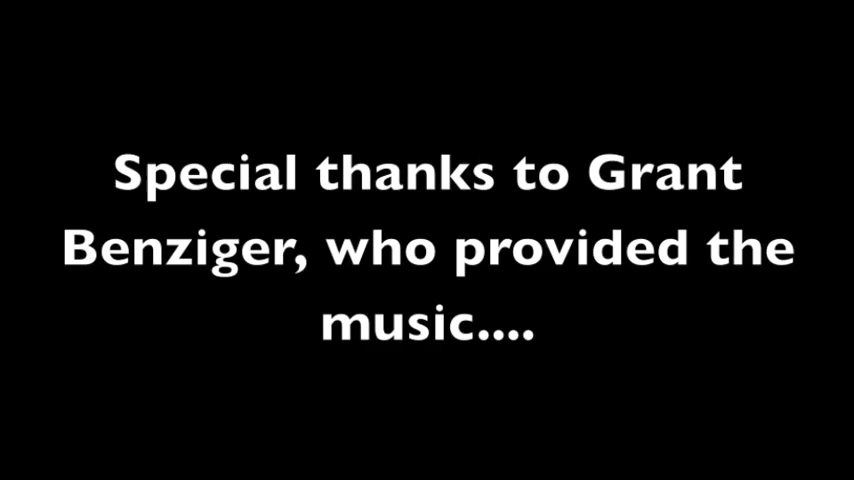 Special thanks to Grant
Benziger, who provided the
music....